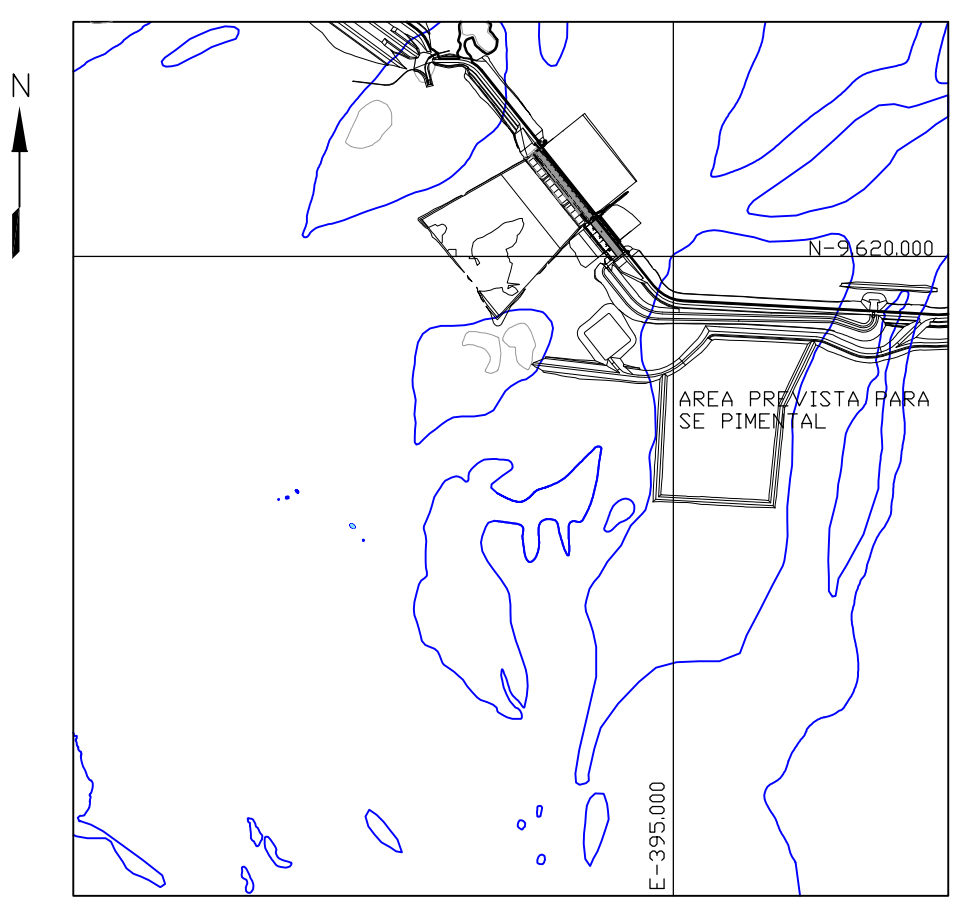 N
N-9.620.000
AREA PREVISTA PARA
SE PIMENTAL
E-395.000